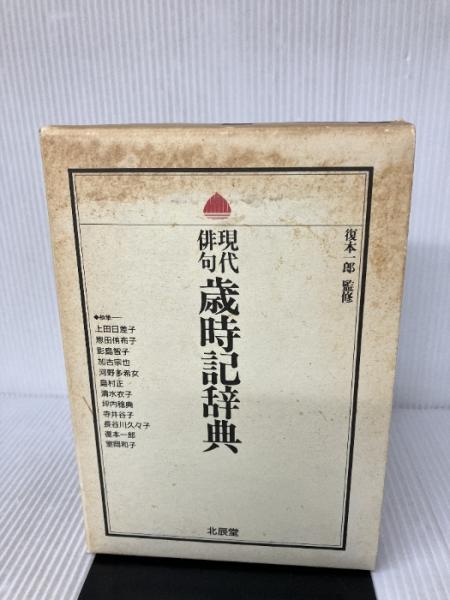 復本一郎 監修
現代
俳句
歳時記辞典
◆執筆──
上田日差子
恩田侑布子
影島智子
加古宗也
河野多希女
島村正
清水衣子
坪内稔典
寺井谷子
長谷川久々子
復本一郎
室岡和子
北辰堂